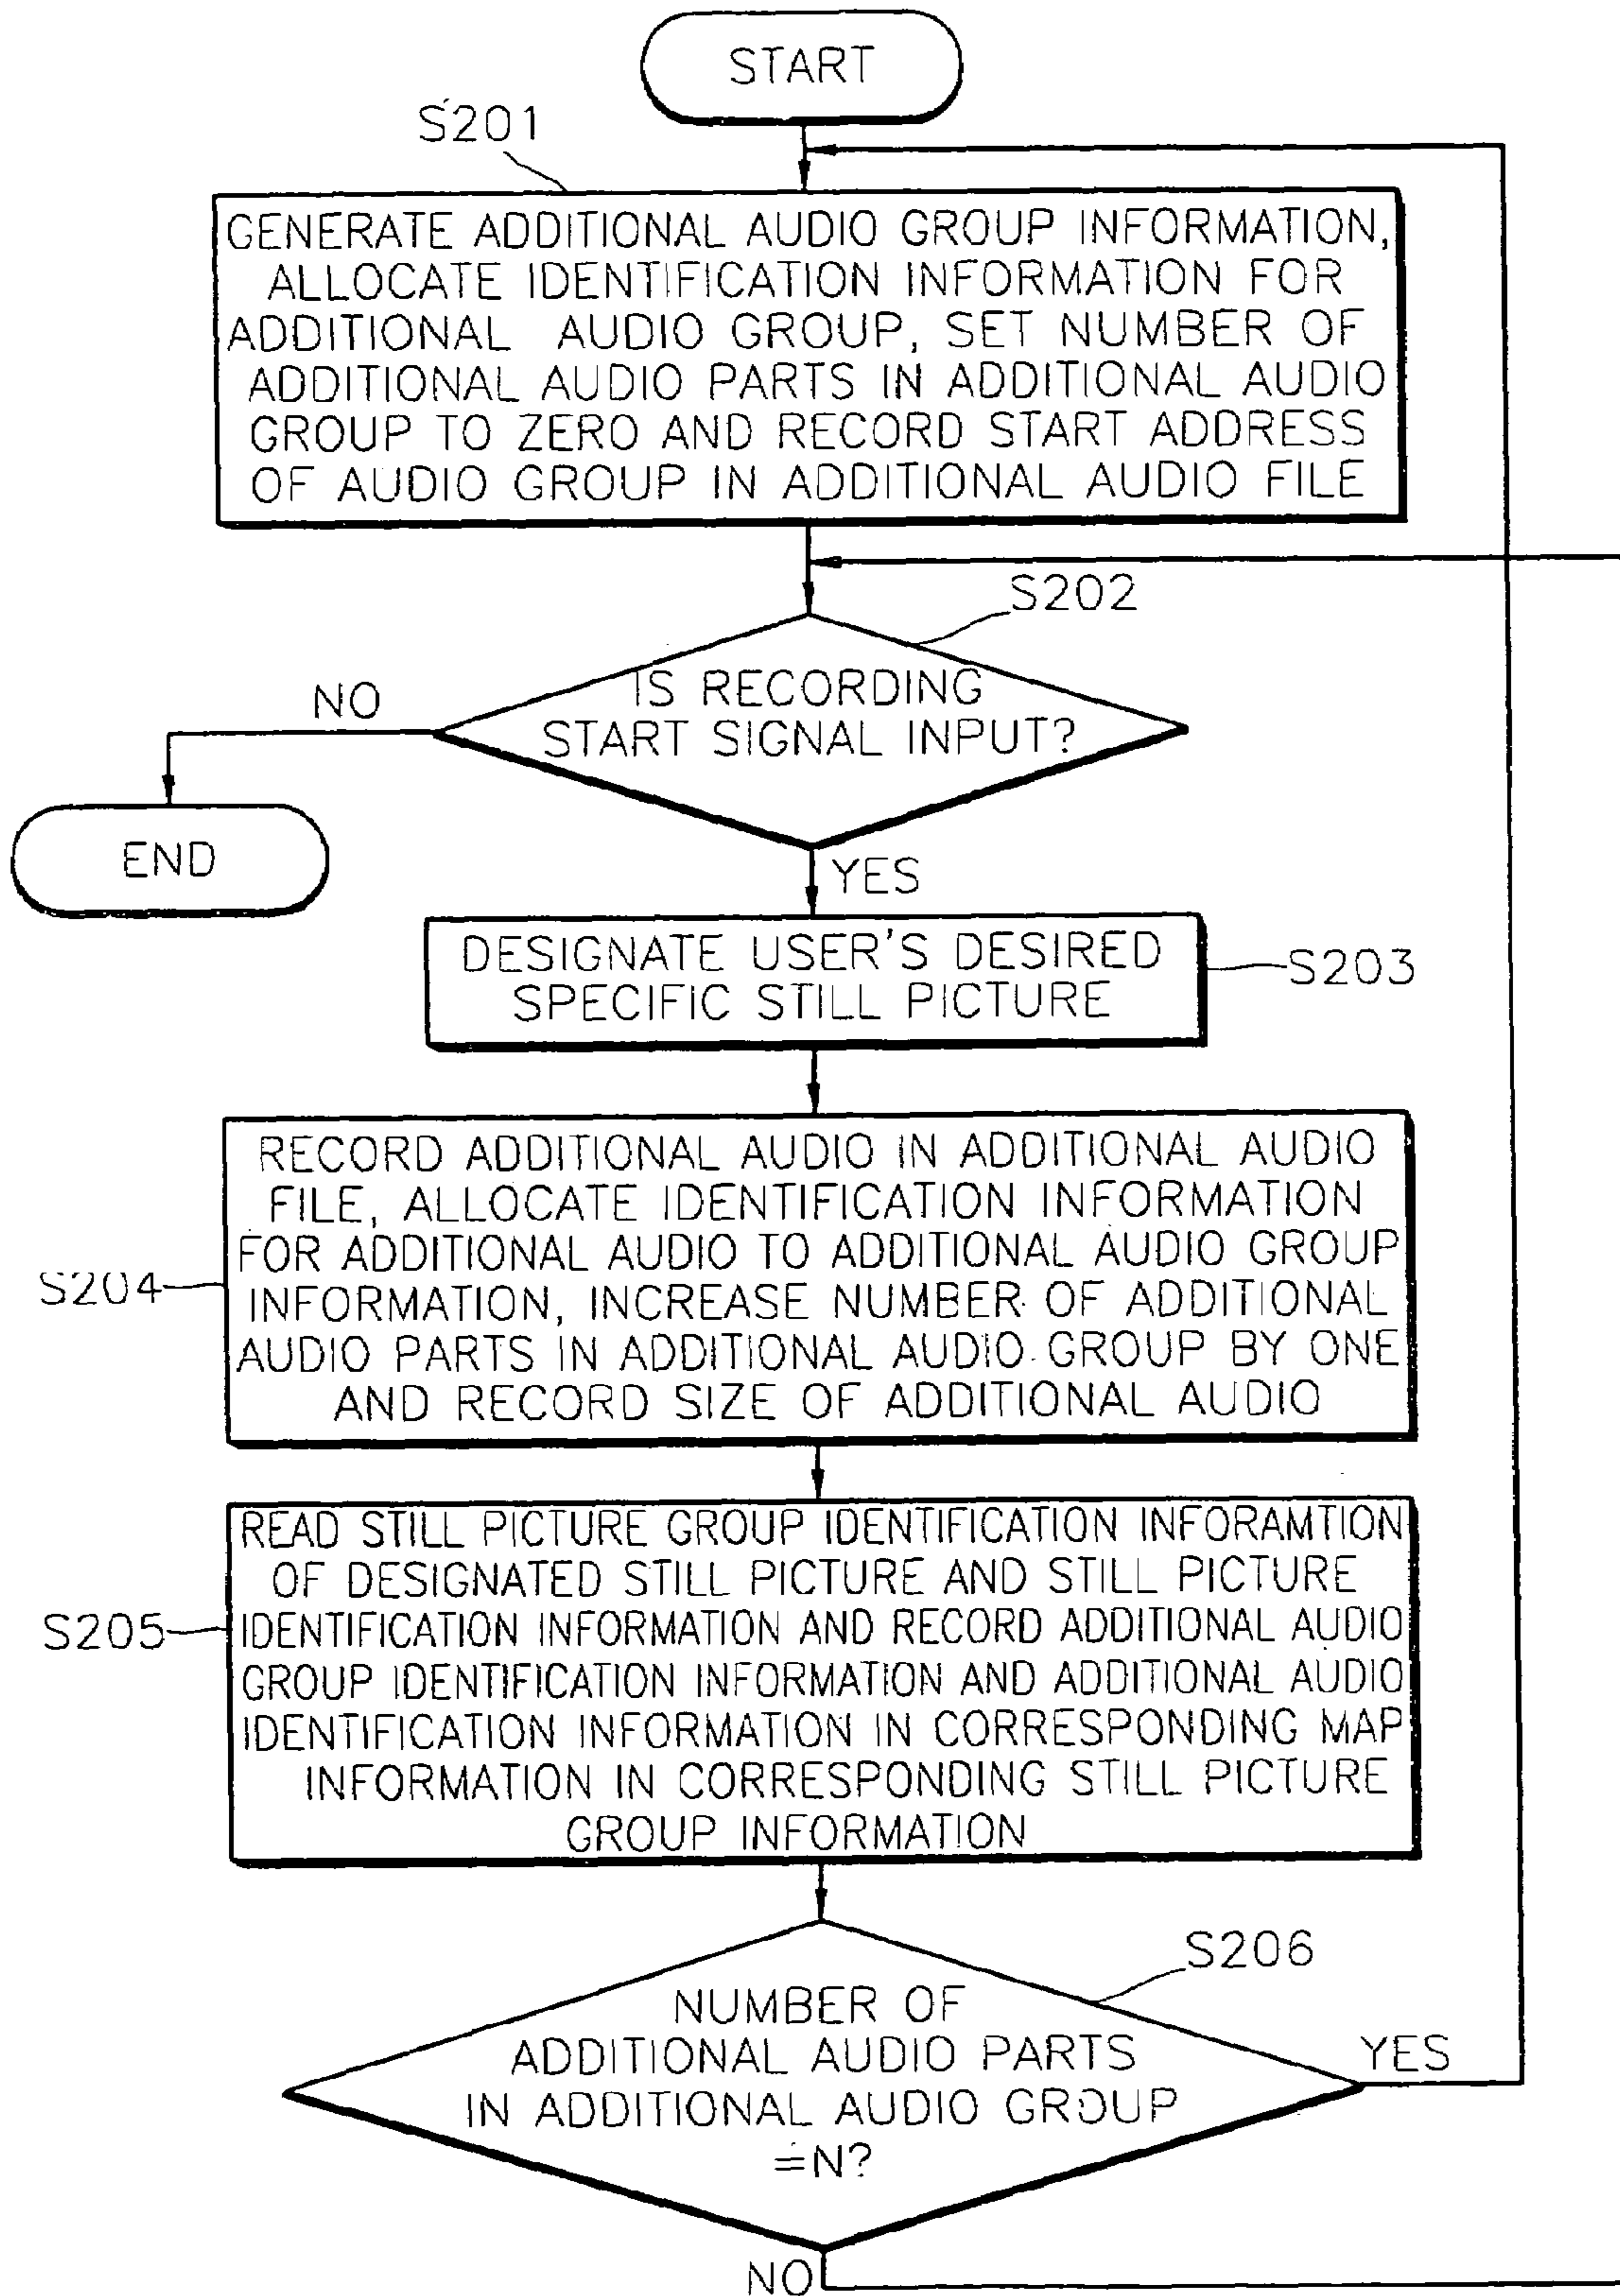 START
S201
GENERATE ADDITIONAL AUDIO GROUP INFORMATION,
ALLOCATE IDENTIFICATION INFORMATION FOR
ADDITIONAL AUDIO GROUP, SET NUMBER OF
ADDITIONAL AUDIO PARTS IN ADDITIONAL AUDIO
GROUP TO ZERO AND RECORD START ADDRESS
OF AUDIO GROUP IN ADDITIONAL AUDIO FILE
S202
IS RECORDING
START SIGNAL INPUT?
NO
END
YES
DESIGNATE USER'S DESIRED
SPECIFIC STILL PICTURE
S203
RECORD ADDITIONAL AUDIO IN ADDITIONAL AUDIO
FILE, ALLOCATE IDENTIFICATION INFORMATION
FOR ADDITIONAL AUDIO TO ADDITIONAL AUDIO GROUP
INFORMATION, INCREASE NUMBER OF ADDITIONAL
AUDIO PARTS IN ADDITIONAL AUDIO GROUP BY ONE
AND RECORD SIZE OF ADDITIONAL AUDIO
S204
READ STILL PICTURE GROUP IDENTIFICATION INFORAMTION
OF DESIGNATED STILL PICTURE AND STILL PICTURE
IDENTIFICATION INFORMATION AND RECORD ADDITIONAL AUDIO
GROUP IDENTIFICATION INFORMATION AND ADDITIONAL AUDIO
IDENTIFICATION INFORMATION IN CORRESPONDING MAP
INFORMATION IN CORRESPONDING STILL PICTURE
GROUP INFORMATION
S205
S206
NUMBER OF
ADDITIONAL AUDIO PARTS
IN ADDITIONAL AUDIO GROUP
=N?
YES
NO